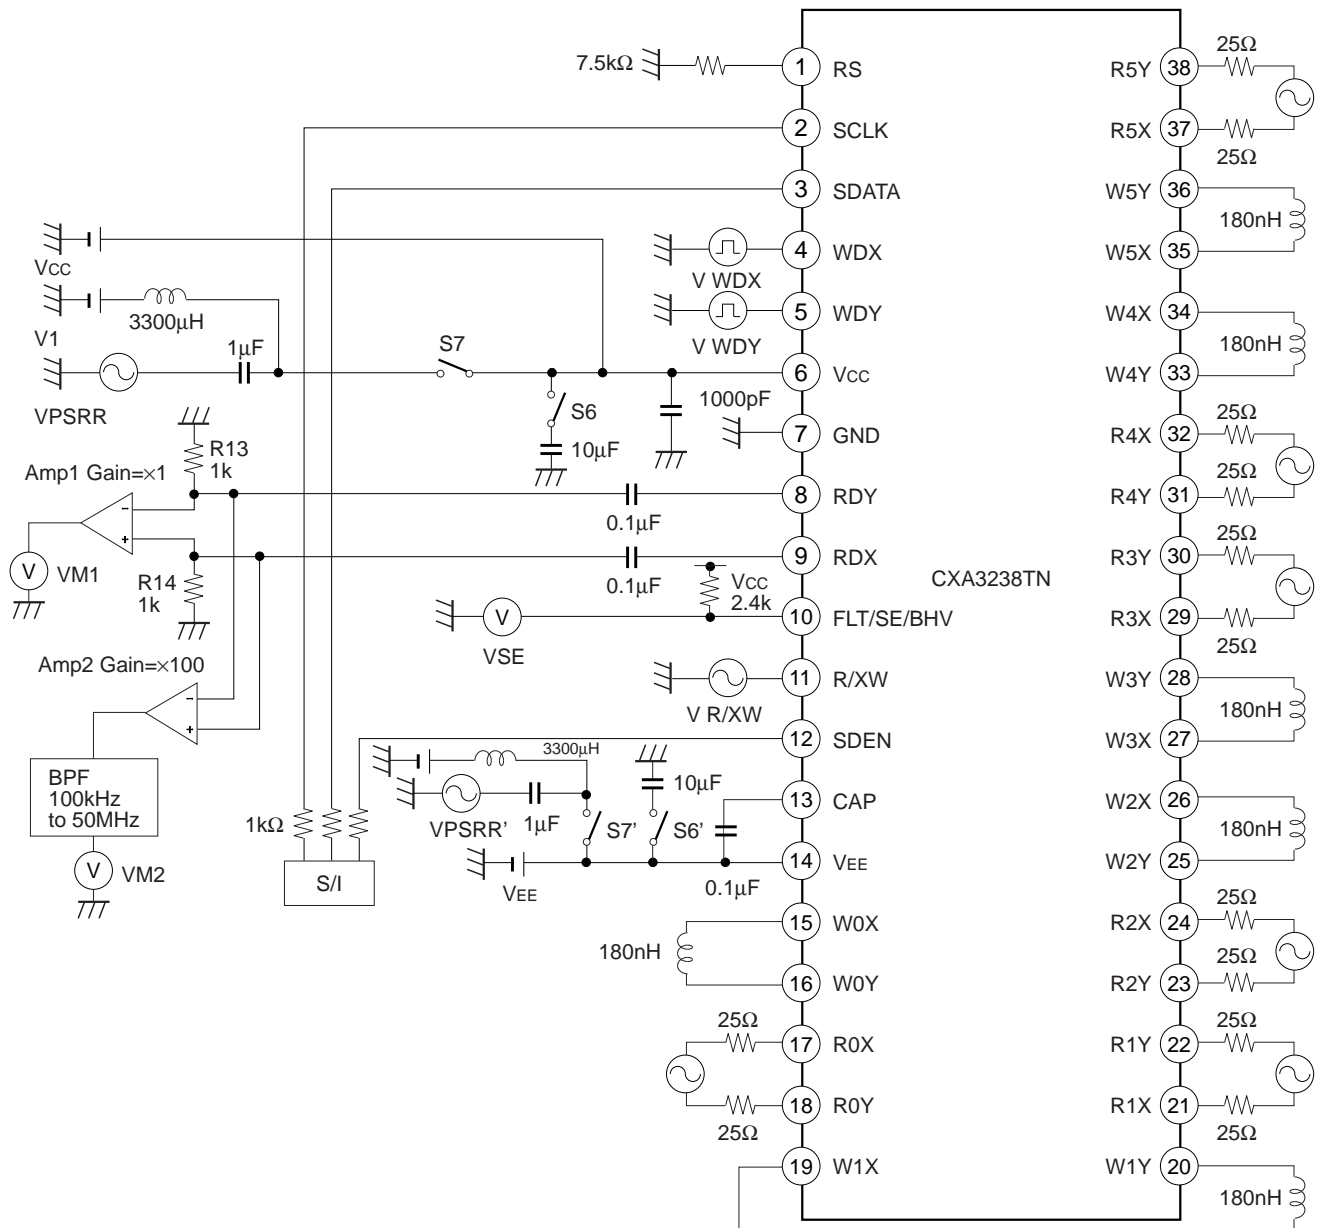 7.5kΩ
1
RS
2
SCLK
3
SDATA
VCC
4
WDX
V WDX
3300µH
5
WDY
V WDY
V1
1µF
S7
6
VCC
VPSRR
S6
1000pF
10µF
7
GND
R13
1k
Amp1 Gain=×1
-
+
8
RDY
0.1µF
V
VM1
9
RDX
0.1µF
R14
1k
VCC
2.4k
V
VSE
10
FLT/SE/BHV
Amp2 Gain=×100
-
+
11
R/XW
V R/XW
12
SDEN
3300µH
BPF
100kHz
to 50MHz
1kΩ
VPSRR'
1µF
10µF
S7'
S6'
13
CAP
V
VM2
S/I
VEE
0.1µF
14
VEE
15
W0X
180nH
16
W0Y
25Ω
17
R0X
18
R0Y
25Ω
19
W1X
CXA3238TN
25Ω
R5Y
38
R5X
37
25Ω
W5Y
36
180nH
W5X
35
W4X
34
180nH
W4Y
33
25Ω
R4X
32
25Ω
R4Y
31
25Ω
R3Y
30
R3X
29
25Ω
W3Y
28
180nH
W3X
27
W2X
26
180nH
W2Y
25
25Ω
R2X
24
25Ω
R2Y
23
25Ω
R1Y
22
R1X
21
25Ω
W1Y
20
180nH